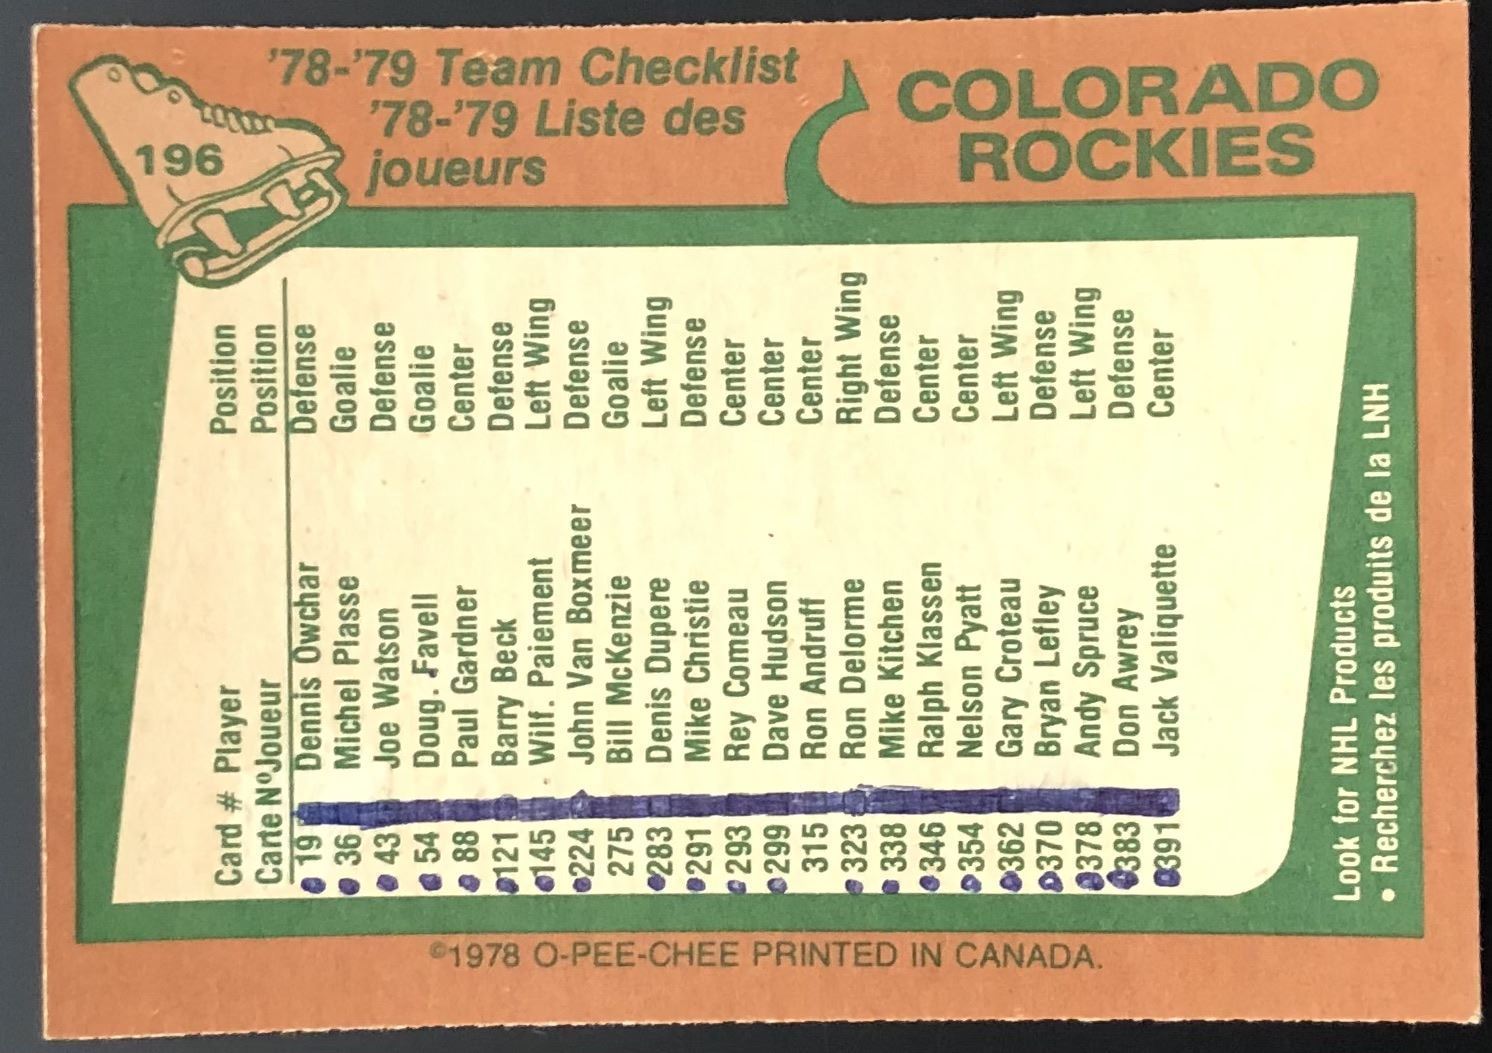 196
'78-'79 Team Checklist
'78-'79 Liste des
joueurs
COLORADO
ROCKIES
Card # Player Position
Carte Nº Joueur Position
19 Dennis Owchar Defense
36 Michel Plasse Goalie
43 Joe Watson Defense
54 Doug. Favell Goalie
88 Paul Gardner Center
121 Barry Beck Defense
145 Wilf. Paiement Left Wing
224 John Van Boxmeer Defense
275 Bill McKenzie Goalie
283 Denis Dupere Left Wing
291 Mike Christie Defense
293 Rey Comeau Center
299 Dave Hudson Center
315 Ron Andruff Center
323 Ron Delorme Right Wing
338 Mike Kitchen Defense
346 Ralph Klassen Center
354 Nelson Pyatt Center
362 Gary Croteau Left Wing
370 Bryan Lefley Defense
378 Andy Spruce Left Wing
383 Don Awrey Defense
391 Jack Valiquette Center
Look for NHL Products
• Recherchez les produits de la LNH
©1978 O-PEE-CHEE PRINTED IN CANADA.